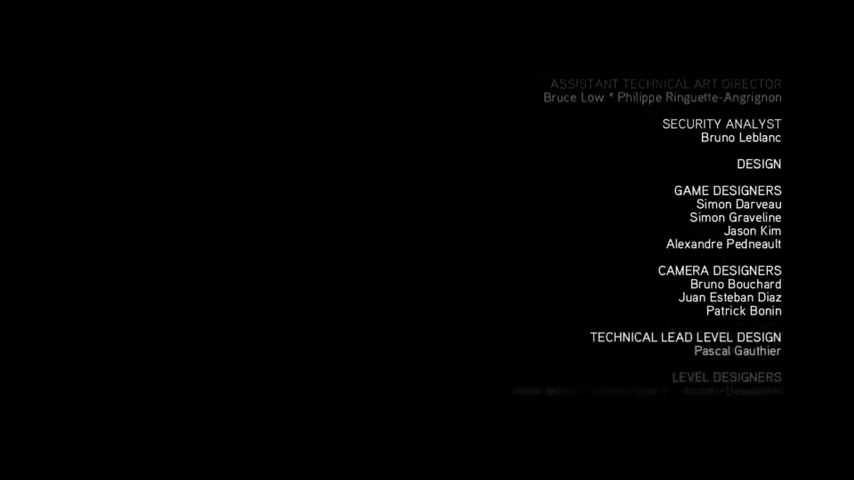 ASSISTANT TECHNICAL ART DIRECTOR
Bruce Low * Philippe Ringuette-Angrignon
SECURITY ANALYST
Bruno Leblanc
DESIGN
GAME DESIGNERS
Simon Darveau
Simon Graveline
Jason Kim
Alexandre Pedneault
CAMERA DESIGNERS
Bruno Bouchard
Juan Esteban Diaz
Patrick Bonin
TECHNICAL LEAD LEVEL DESIGN
Pascal Gauthier
LEVEL DESIGNERS